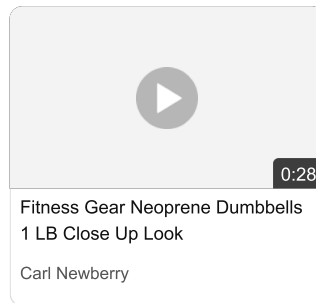 0:28
Fitness Gear Neoprene Dumbbells
1 LB Close Up Look
Carl Newberry